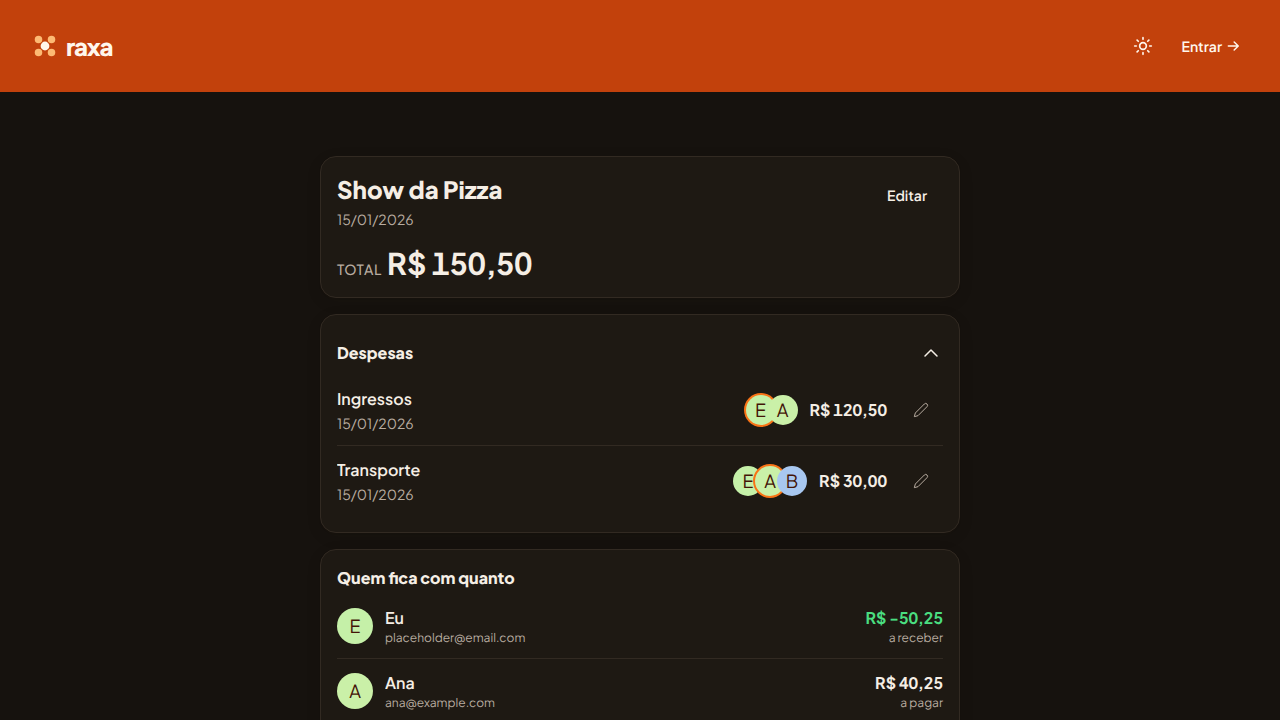 raxa
Entrar →
Show da Pizza
Editar
15/01/2026
TOTAL R$ 150,50
Despesas
Ingressos
15/01/2026
E A R$ 120,50
Transporte
15/01/2026
E A B R$ 30,00
Quem fica com quanto
E Eu R$ -50,25
placeholder@email.com a receber
A Ana R$ 40,25
ana@example.com a pagar